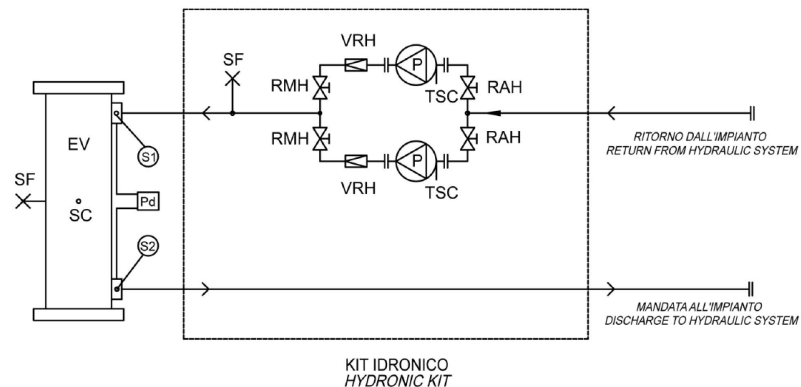 VRH
SF
P
RMH
TSC
RAH
EV
S1
RMH
RAH
RITORNO DALL'IMPIANTO
RETURN FROM HYDRAULIC SYSTEM
SF
P
VRH
TSC
Pd
SC
S2
MANDATA ALL'IMPIANTO
DISCHARGE TO HYDRAULIC SYSTEM
KIT IDRONICO
HYDRONIC KIT